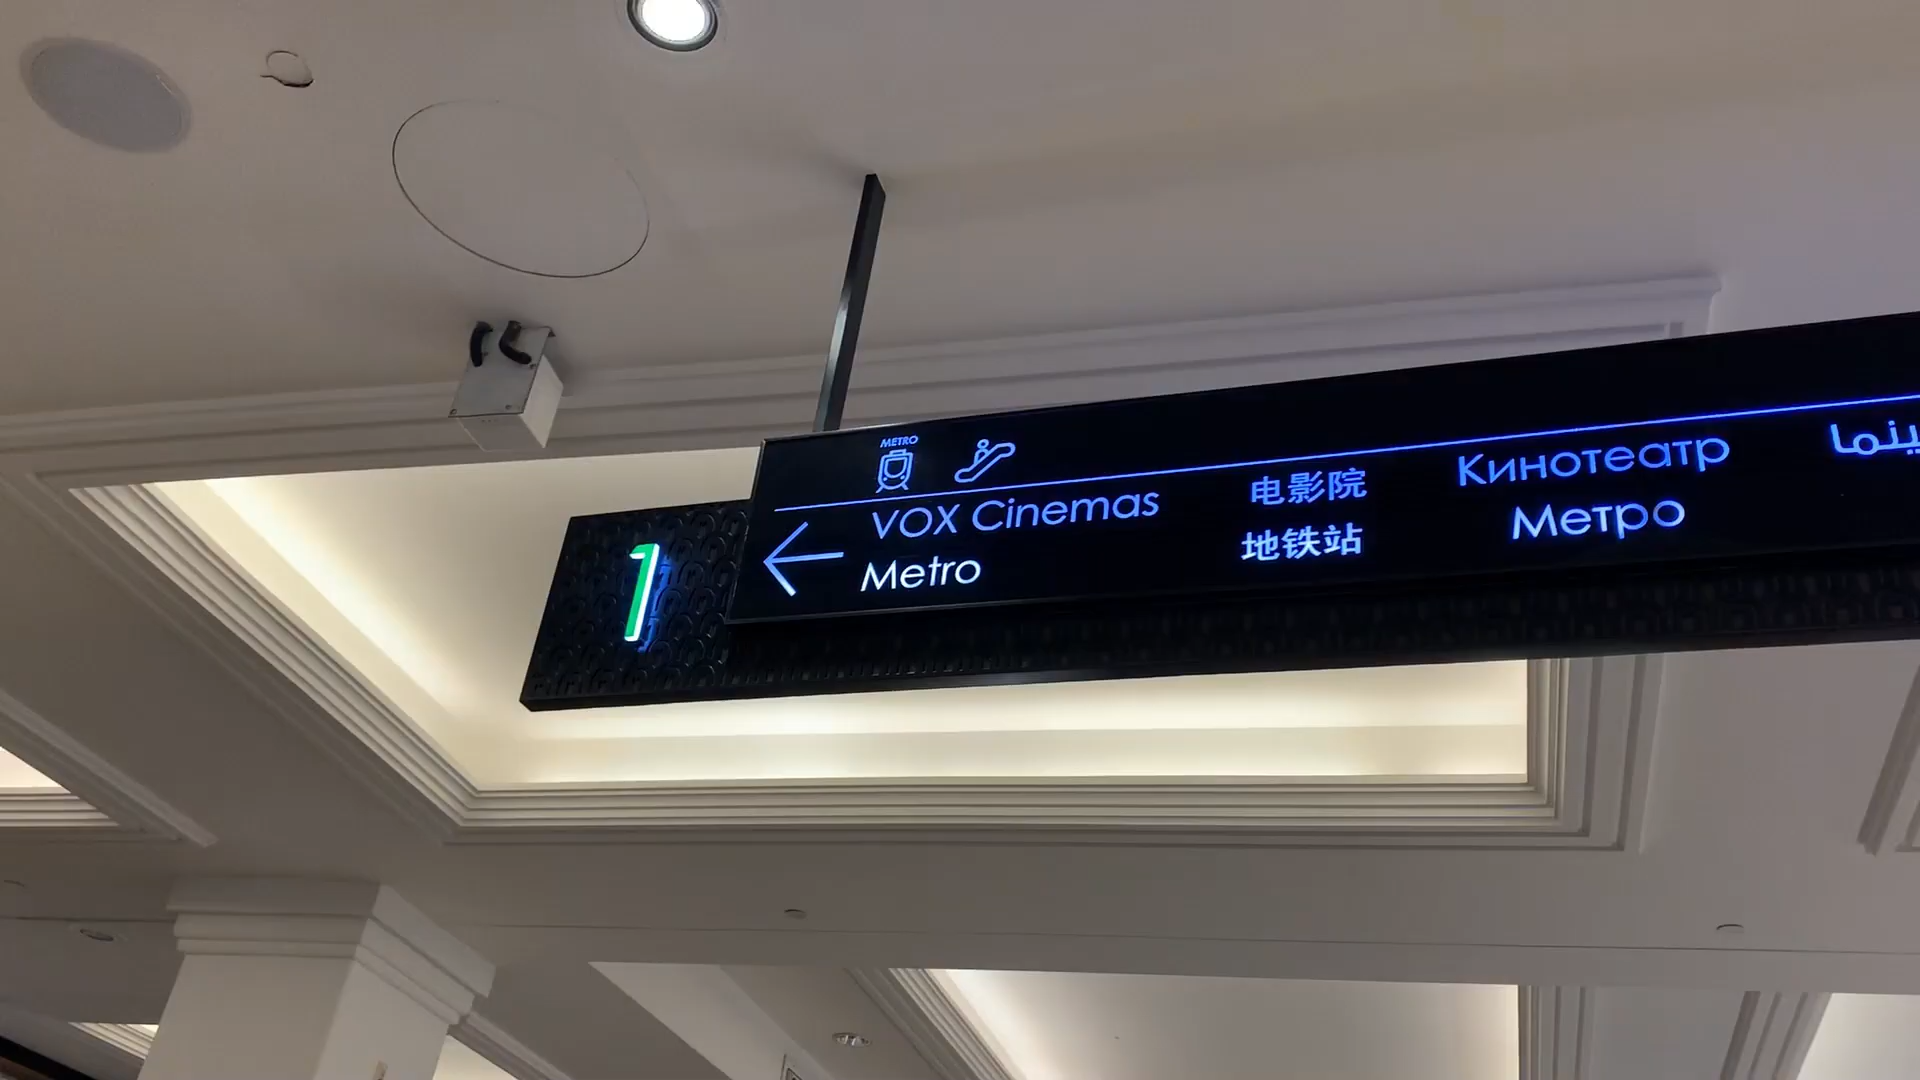 METRO
VOX Cinemas 电影院 Кинотеатр
Metro 地铁站 Метро
1